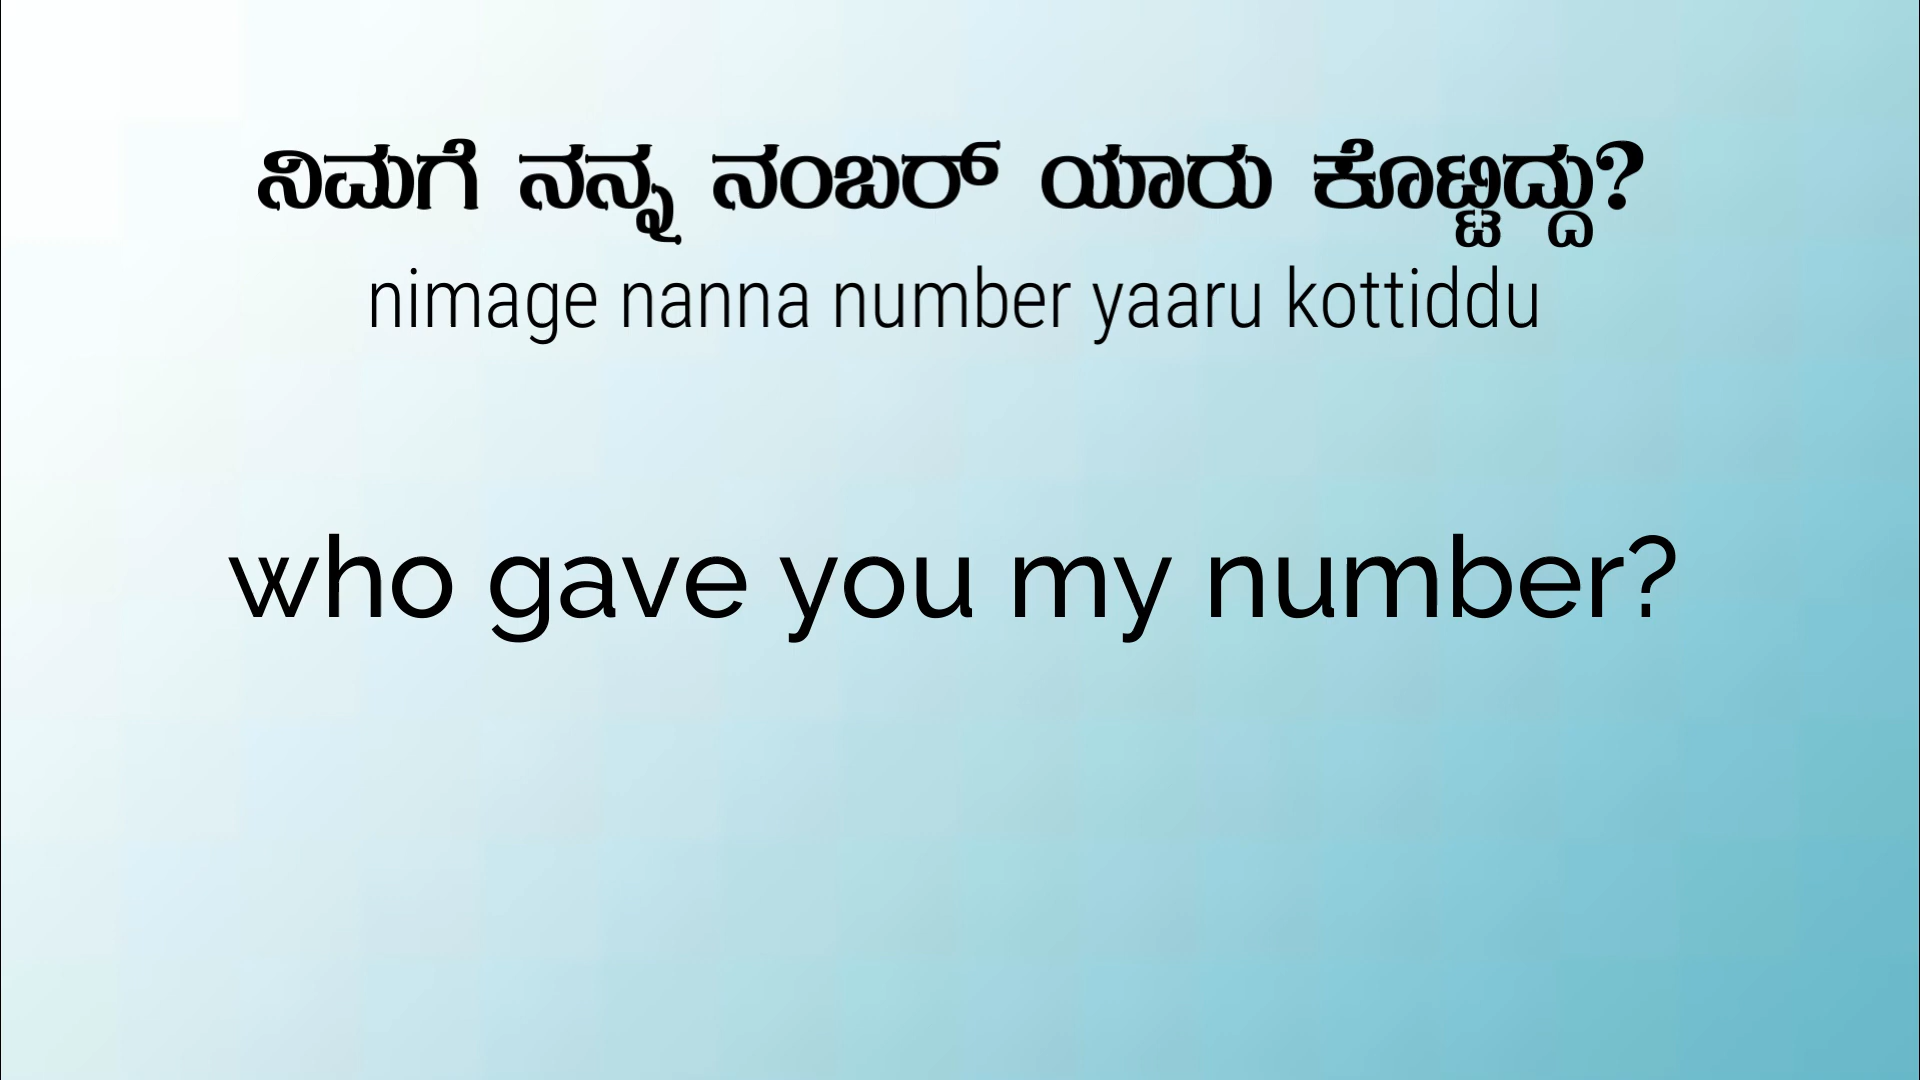 ನಿಮಗೆ ನನ್ನ ನಂಬರ್ ಯಾರು ಕೊಟ್ಟಿದ್ದು?
nimage nanna number yaaru kottiddu
who gave you my number?